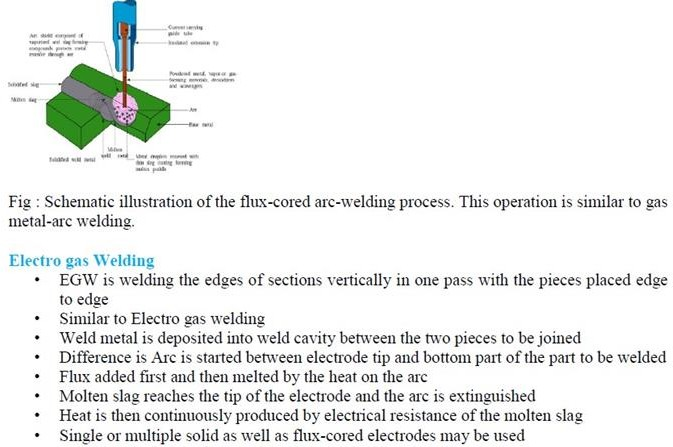 Current carrying
guide tube
Insulated extension tip
Arc shield composed of
vaporized and slag forming
compounds protects metal
transfer through arc
Powdered metal, vapor or gas
forming materials, deoxidizers
and scavengers
Solidified slag
Molten slag
Arc
Base metal
Molten
weld metal
Solidified weld metal
Metal droplets covered with
thin slag coating forming
molten puddle
Fig : Schematic illustration of the flux-cored arc-welding process. This operation is similar to gas
metal-arc welding.
Electro gas Welding
• EGW is welding the edges of sections vertically in one pass with the pieces placed edge
to edge
• Similar to Electro gas welding
• Weld metal is deposited into weld cavity between the two pieces to be joined
• Difference is Arc is started between electrode tip and bottom part of the part to be welded
• Flux added first and then melted by the heat on the arc
• Molten slag reaches the tip of the electrode and the arc is extinguished
• Heat is then continuously produced by electrical resistance of the molten slag
• Single or multiple solid as well as flux-cored electrodes may be used